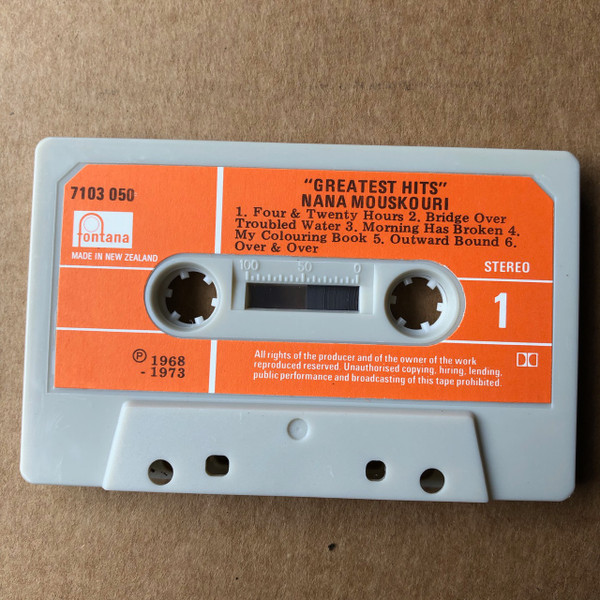 7103 050
fontana
MADE IN NEW ZEALAND
"GREATEST HITS"
NANA MOUSKOURI
1. Four & Twenty Hours 2. Bridge Over
Troubled Water 3. Morning Has Broken 4.
My Colouring Book 5. Outward Bound 6.
Over & Over
100 50 0
STEREO
1
Ⓟ 1968
- 1973
All rights of the producer and of the owner of the work
reproduced reserved. Unauthorised copying, hiring, lending,
public performance and broadcasting of this tape prohibited.